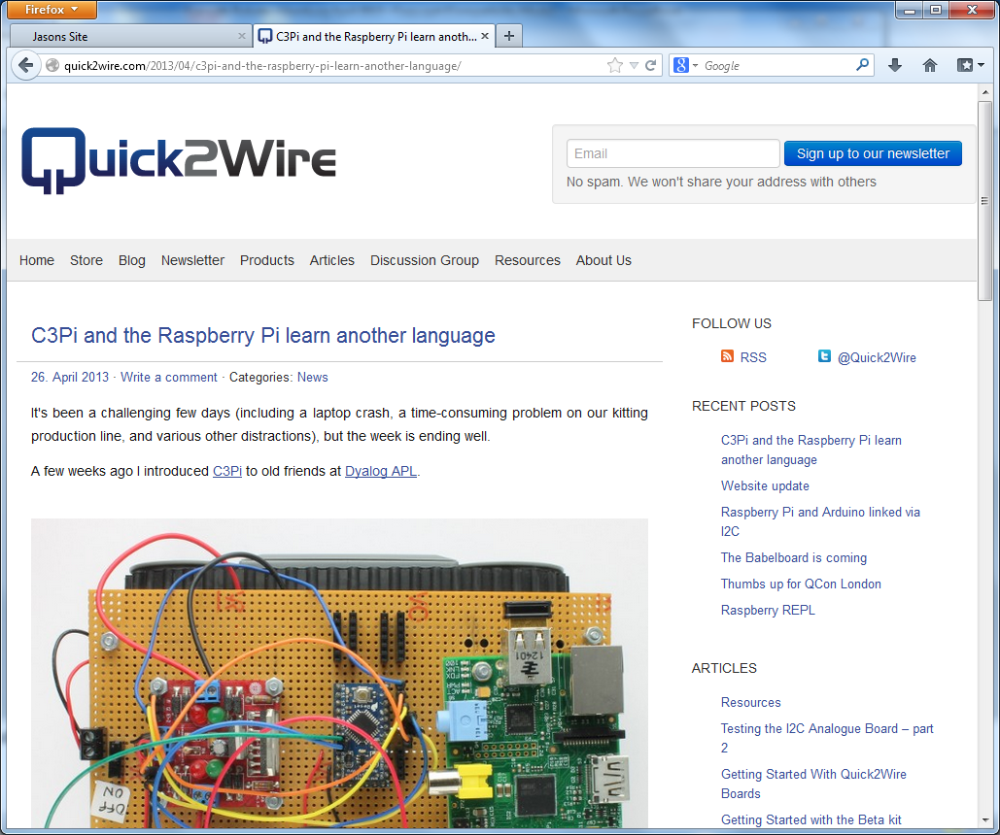 Firefox
Jasons Site
C3Pi and the Raspberry Pi learn anoth...
quick2wire.com/2013/04/c3pi-and-the-raspberry-pi-learn-another-language/
Google
Quick2Wire
Email
Sign up to our newsletter
No spam. We won't share your address with others
Home Store Blog Newsletter Products Articles Discussion Group Resources About Us
C3Pi and the Raspberry Pi learn another language
26. April 2013 · Write a comment · Categories: News
It's been a challenging few days (including a laptop crash, a time-consuming problem on our kitting
production line, and various other distractions), but the week is ending well.
A few weeks ago I introduced C3Pi to old friends at Dyalog APL.
12401
ON
OFF
FOLLOW US
RSS @Quick2Wire
RECENT POSTS
C3Pi and the Raspberry Pi learn
another language
Website update
Raspberry Pi and Arduino linked via
I2C
The Babelboard is coming
Thumbs up for QCon London
Raspberry REPL
ARTICLES
Resources
Testing the I2C Analogue Board – part
2
Getting Started With Quick2Wire
Boards
Getting Started with the Beta kit